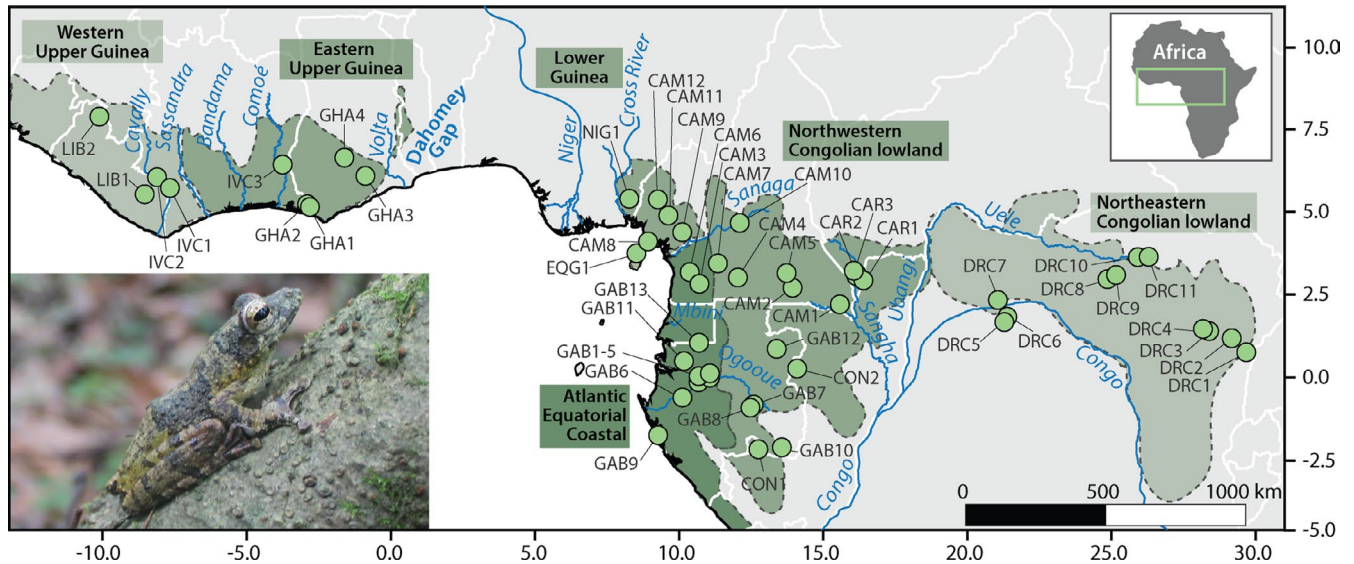 Western
Upper Guinea
Eastern
Upper Guinea
Lower
Guinea
Northwestern
Congolian lowland
Northeastern
Congolian lowland
Atlantic
Equatorial
Coastal
Africa
Cavally
Sassandra
Bandama
Comoé
Volta
Dahomey
Gap
Niger
Cross River
Sanaga
Mbini
Ogooue
Sangha
Ubangi
Uele
Congo
Congo
LIB2
LIB1
IVC2
IVC1
IVC3
GHA4
GHA3
GHA2
GHA1
NIG1
CAM12
CAM11
CAM9
CAM6
CAM3
CAM7
CAM10
CAM4
CAM5
CAM8
EQG1
CAM2
CAM1
CAR3
CAR2
CAR1
GAB13
GAB11
GAB1-5
GAB6
GAB12
CON2
GAB7
GAB8
GAB9
GAB10
CON1
DRC7
DRC5
DRC6
DRC10
DRC8
DRC9
DRC11
DRC4
DRC3
DRC2
DRC1
0 500 1000 km
10.0
7.5
5.0
2.5
0.0
-2.5
-5.0
-10.0 -5.0 0.0 5.0 10.0 15.0 20.0 25.0 30.0